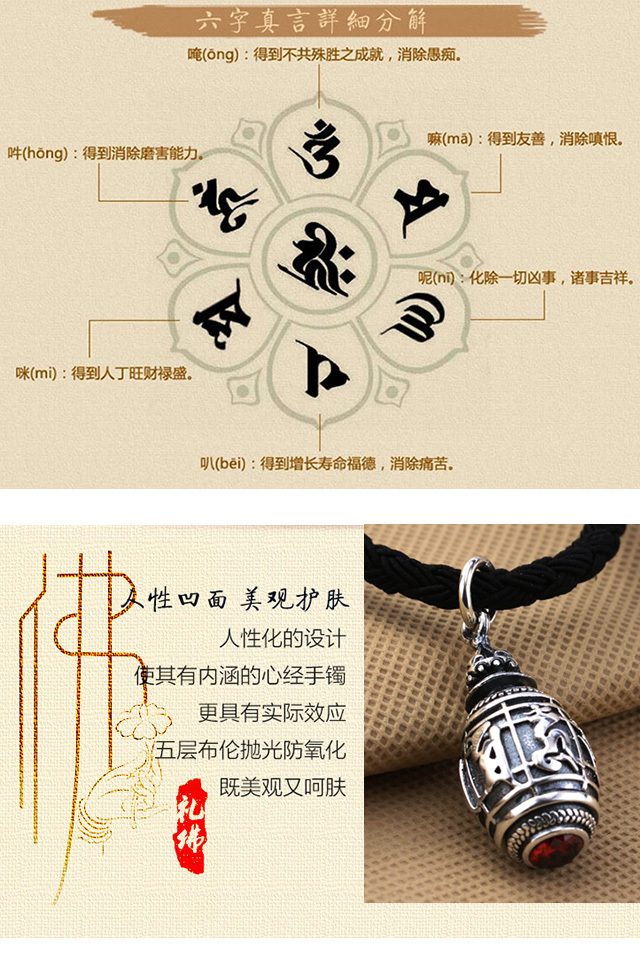 六字真言詳細分解
唵(ōng)：得到不共殊胜之成就，消除愚痴。
嘛(mā)：得到友善，消除嗔恨。
吽(hōng)：得到消除磨害能力。
呢(nī)：化除一切凶事，诸事吉祥。
咪(mi)：得到人丁旺财禄盛。
叭(bēi)：得到增长寿命福德，消除痛苦。
佛
人性凹面 美观护肤
人性化的设计
使其有内涵的心经手镯
更具有实际效应
五层布伦抛光防氧化
既美观又呵肤
礼
佛